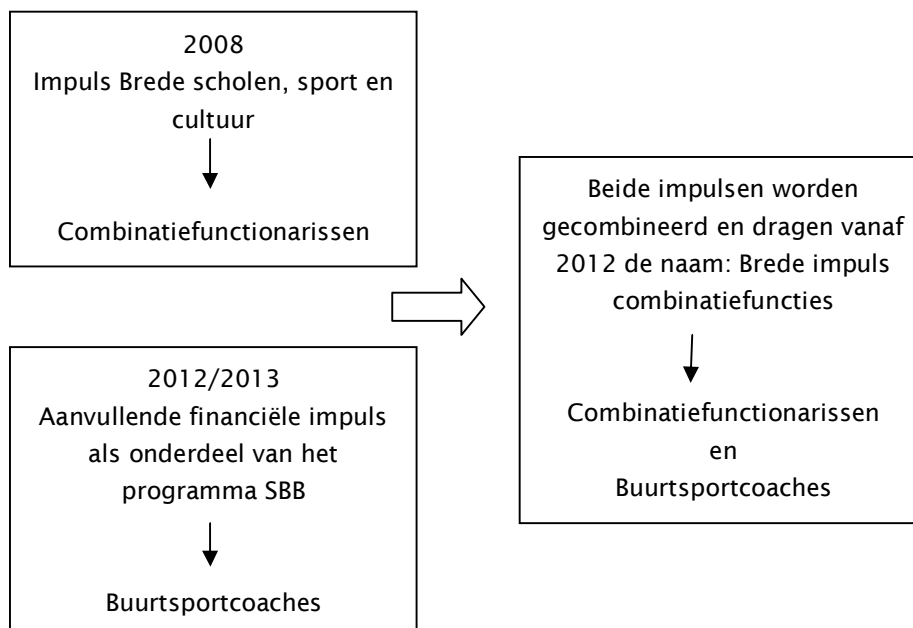 2008
Impuls Brede scholen, sport en
cultuur
Combinatiefunctionarissen
2012/2013
Aanvullende financiële impuls
als onderdeel van het
programma SBB
Buurtsportcoaches
Beide impulsen worden
gecombineerd en dragen vanaf
2012 de naam: Brede impuls
combinatiefuncties
Combinatiefunctionarissen
en
Buurtsportcoaches